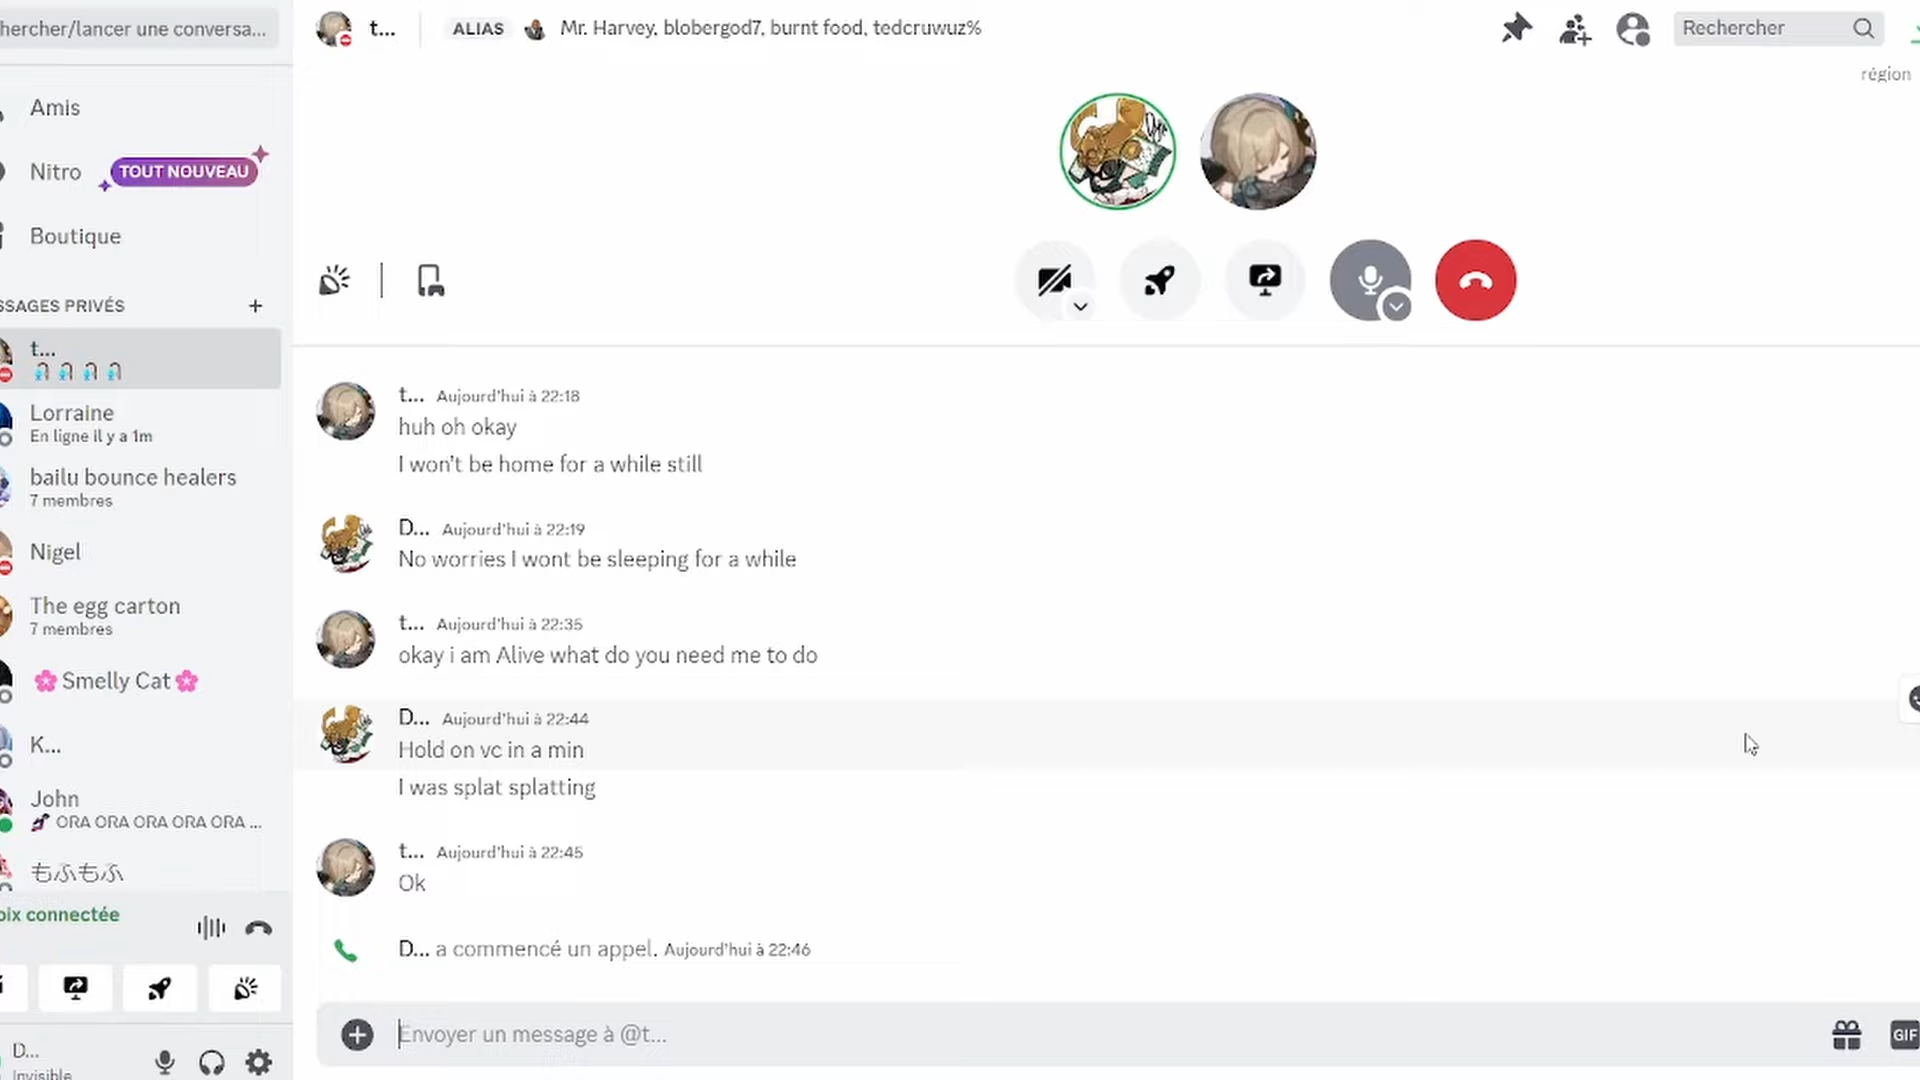 hercher/lancer une conversa...
t...
ALIAS
Mr. Harvey, blobergod7, burnt food, tedcruwuz%
Rechercher
région
Amis
Nitro
TOUT NOUVEAU
Boutique
SSAGES PRIVÉS
t...
Lorraine
En ligne il y a 1m
bailu bounce healers
7 membres
Nigel
The egg carton
7 membres
🌸Smelly Cat🌸
K...
John
ORA ORA ORA ORA ORA ...
もふもふ
oix connectée
D...
Invisible
t... Aujourd'hui à 22:18
huh oh okay
I won't be home for a while still
D... Aujourd'hui à 22:19
No worries I wont be sleeping for a while
t... Aujourd'hui à 22:35
okay i am Alive what do you need me to do
D... Aujourd'hui à 22:44
Hold on vc in a min
I was splat splatting
t... Aujourd'hui à 22:45
Ok
D... a commencé un appel. Aujourd'hui à 22:46
Envoyer un message à @t...
GIF